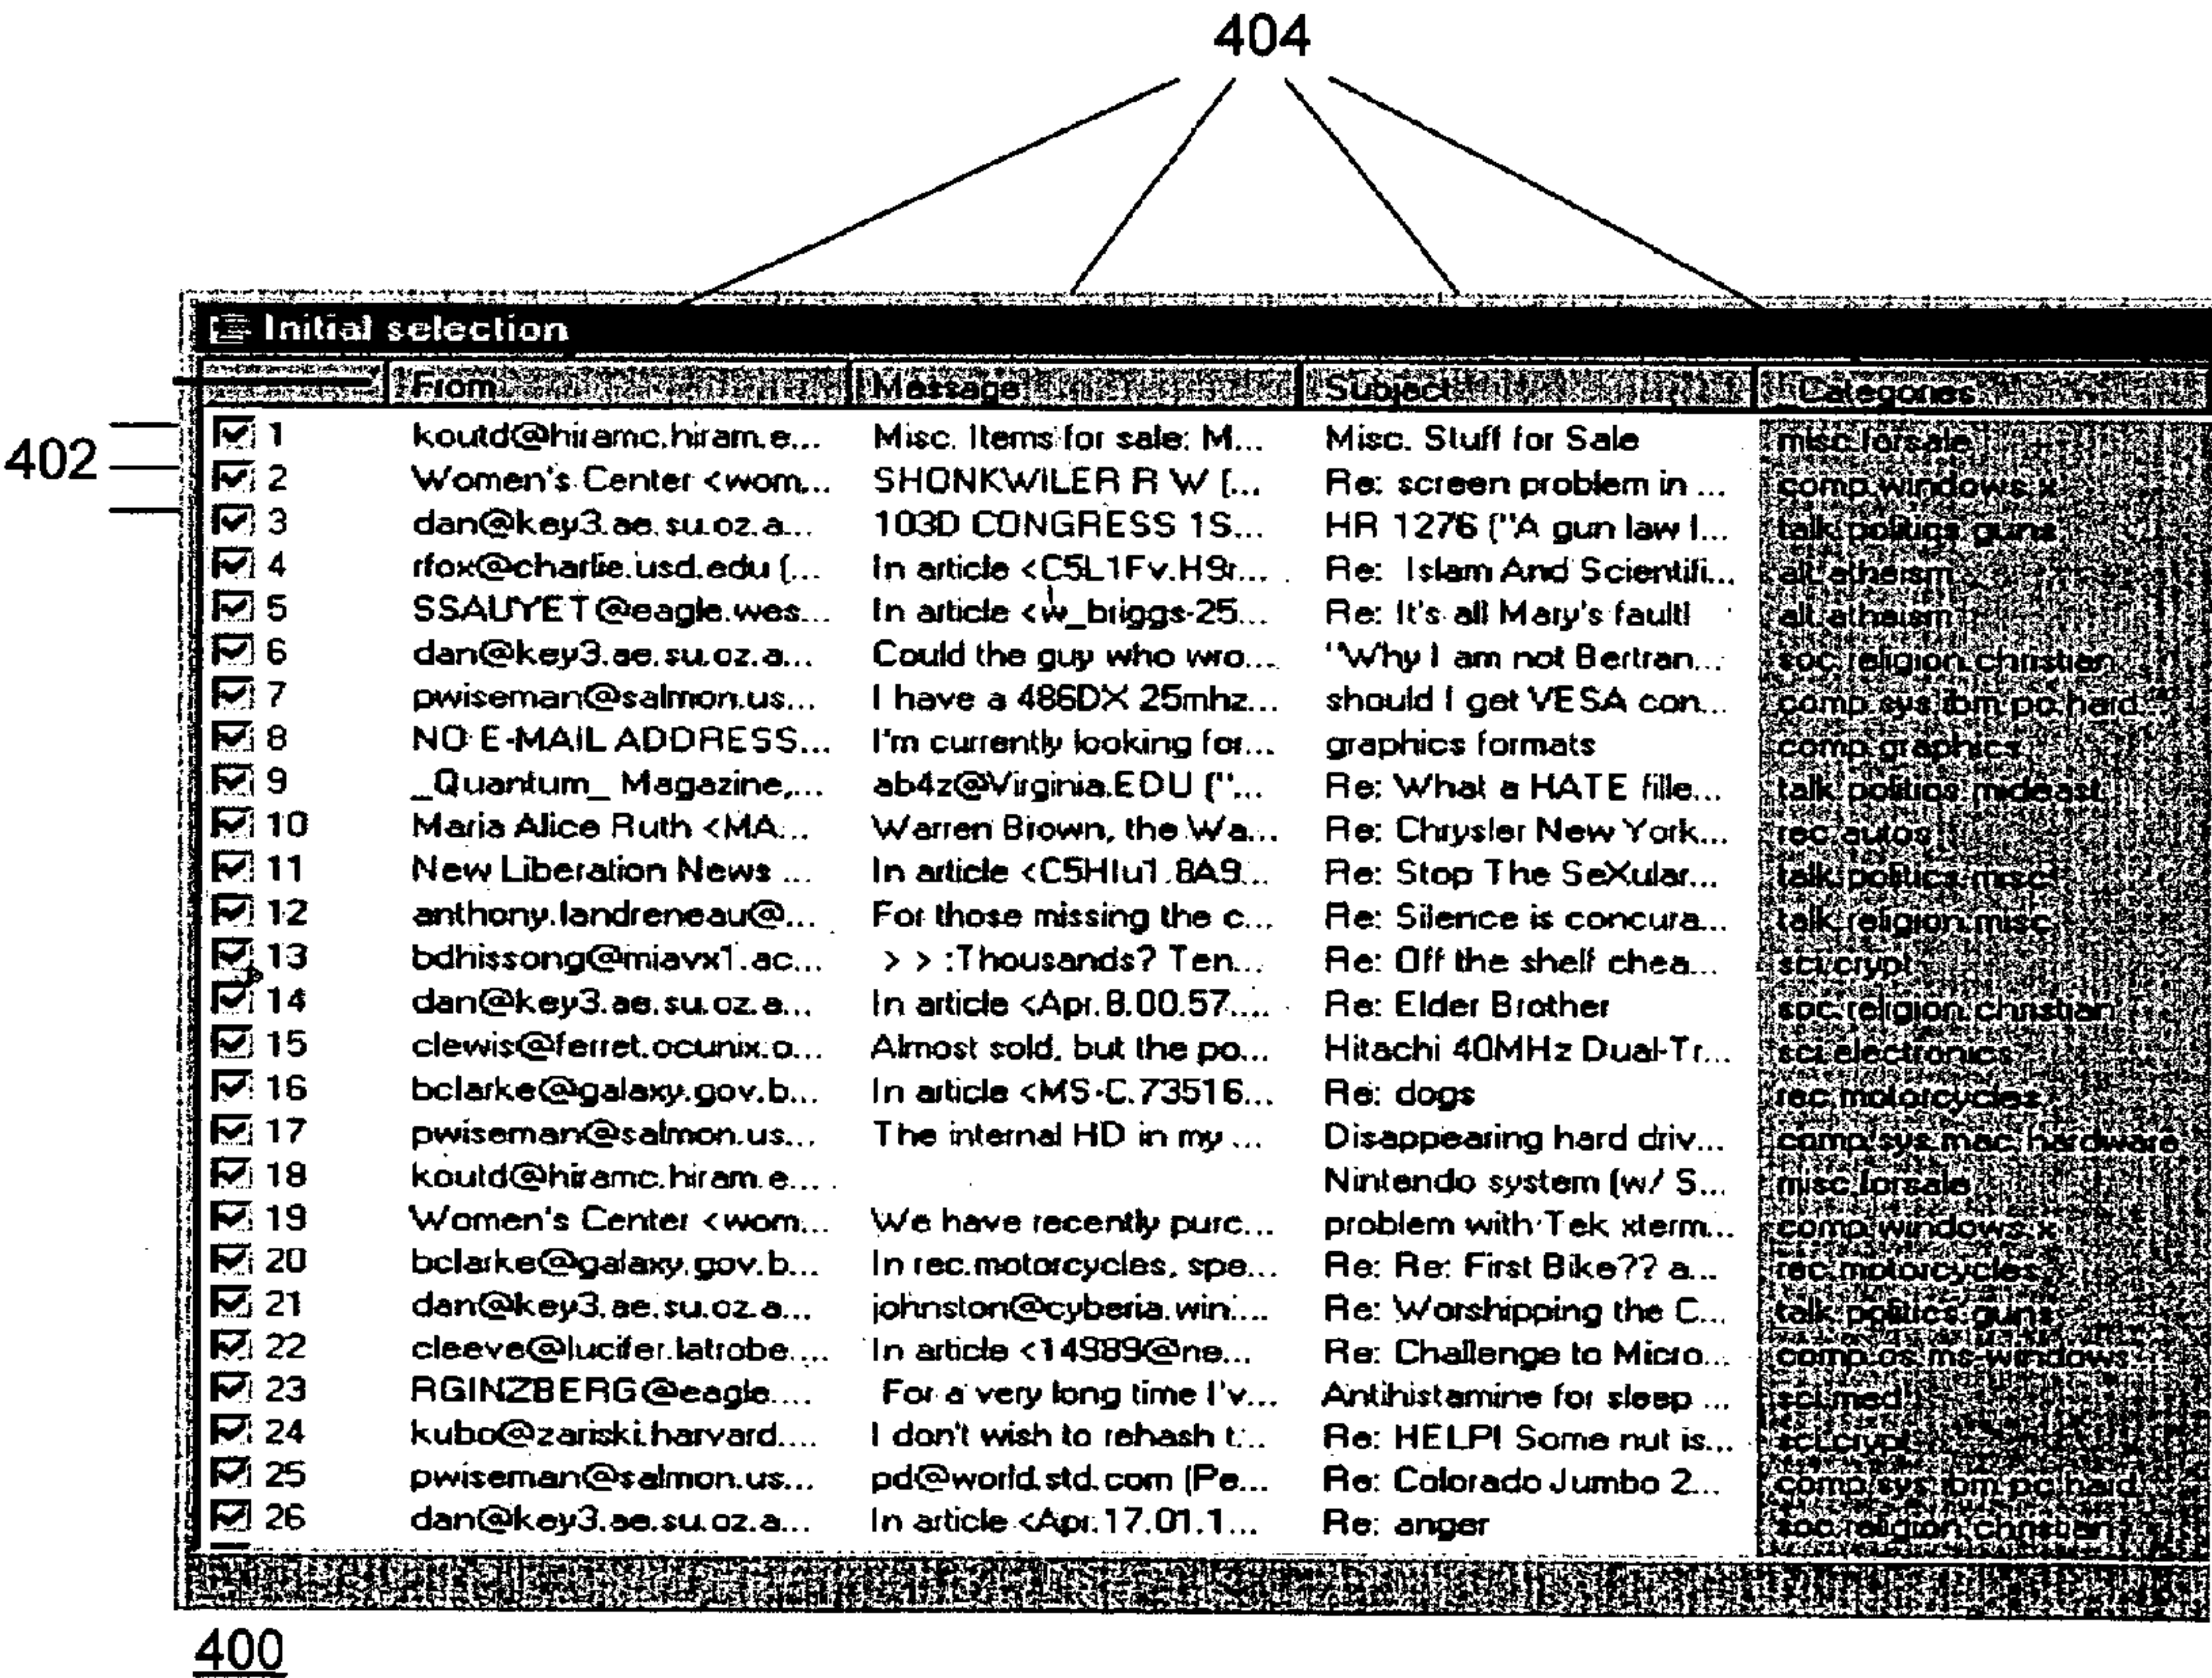 404
Initial selection
From Message Subject Categories
402
1 koutd@hiramc.hiram.e... Misc. Items for sale: M... Misc. Stuff for Sale misc.forsale
2 Women's Center <wom... SHONKWILER R W (... Re: screen problem in ... comp.windows.x
3 dan@key3.ae.su.oz.a... 103D CONGRESS 1S... HR 1276 ("A gun law I... talk.politics.guns
4 rfox@charlie.usd.edu (... In article <C5L1Fv.H9r... Re: Islam And Scientifi... alt.atheism
5 SSAUYET@eagle.wes... In article <w_briggs-25... Re: It's all Mary's fault! alt.atheism
6 dan@key3.ae.su.oz.a... Could the guy who wro... "Why I am not Bertran... soc.religion.christian
7 pwiseman@salmon.us... I have a 486DX 25mhz... should I get VESA con... comp.sys.ibm.pc.hard...
8 NO E-MAIL ADDRESS... I'm currently looking for... graphics formats comp.graphics
9 _Quantum_ Magazine,... ab4z@Virginia.EDU ("... Re: What a HATE fille... talk.politics.mideast
10 Maria Alice Ruth <MA... Warren Brown, the Wa... Re: Chrysler New York... rec.autos
11 New Liberation News ... In article <C5HIu1.8A9... Re: Stop The SeXular... talk.politics.misc
12 anthony.landreneau@... For those missing the c... Re: Silence is concura... talk.religion.misc
13 bdhissong@miavx1.ac... > > :Thousands? Ten... Re: Off the shelf chea... sci.crypt
14 dan@key3.ae.su.oz.a... In article <Apr.8.00.57.... Re: Elder Brother soc.religion.christian
15 clewis@ferret.ocunix.o... Almost sold, but the po... Hitachi 40MHz Dual-Tr... sci.electronics
16 bclarke@galaxy.gov.b... In article <MS-C.73516... Re: dogs rec.motorcycles
17 pwiseman@salmon.us... The internal HD in my ... Disappearing hard driv... comp.sys.mac.hardware
18 koutd@hiramc.hiram.e... Nintendo system (w/ S... misc.forsale
19 Women's Center <wom... We have recently purc... problem with Tek xterm... comp.windows.x
20 bclarke@galaxy.gov.b... In rec.motorcycles, spe... Re: Re: First Bike?? a... rec.motorcycles
21 dan@key3.ae.su.oz.a... johnston@cyberia.win.... Re: Worshipping the C... talk.politics.guns
22 cleeve@lucifer.latrobe.... In article <14989@ne... Re: Challenge to Micro... comp.os.ms-windows...
23 RGINZBERG@eagle.... For a very long time I'v... Antihistamine for sleep ... sci.med
24 kubo@zariski.harvard.... I don't wish to rehash t... Re: HELP! Some nut is... sci.crypt
25 pwiseman@salmon.us... pd@world.std.com (Pe... Re: Colorado Jumbo 2... comp.sys.ibm.pc.hard...
26 dan@key3.ae.su.oz.a... In article <Apr.17.01.1... Re: anger soc.religion.christian
400